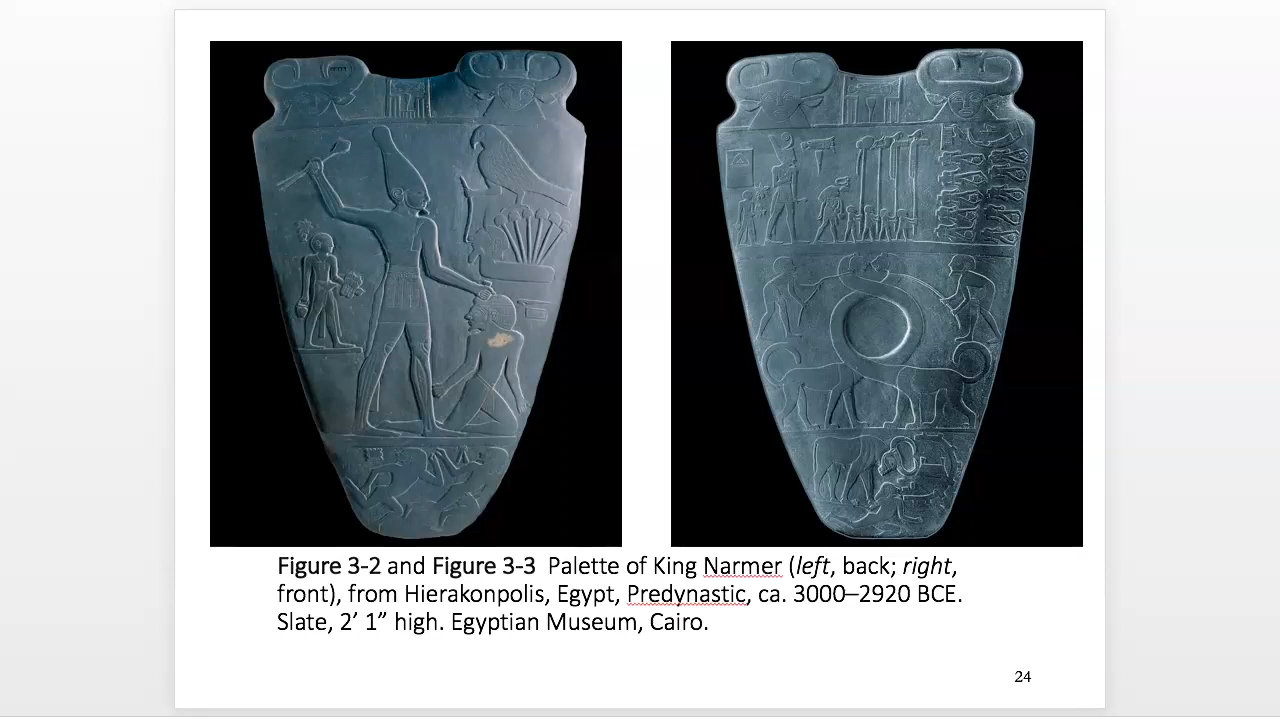 Figure 3-2 and Figure 3-3  Palette of King Narmer (left, back; right,
front), from Hierakonpolis, Egypt, Predynastic, ca. 3000–2920 BCE.
Slate, 2’ 1” high. Egyptian Museum, Cairo.
24